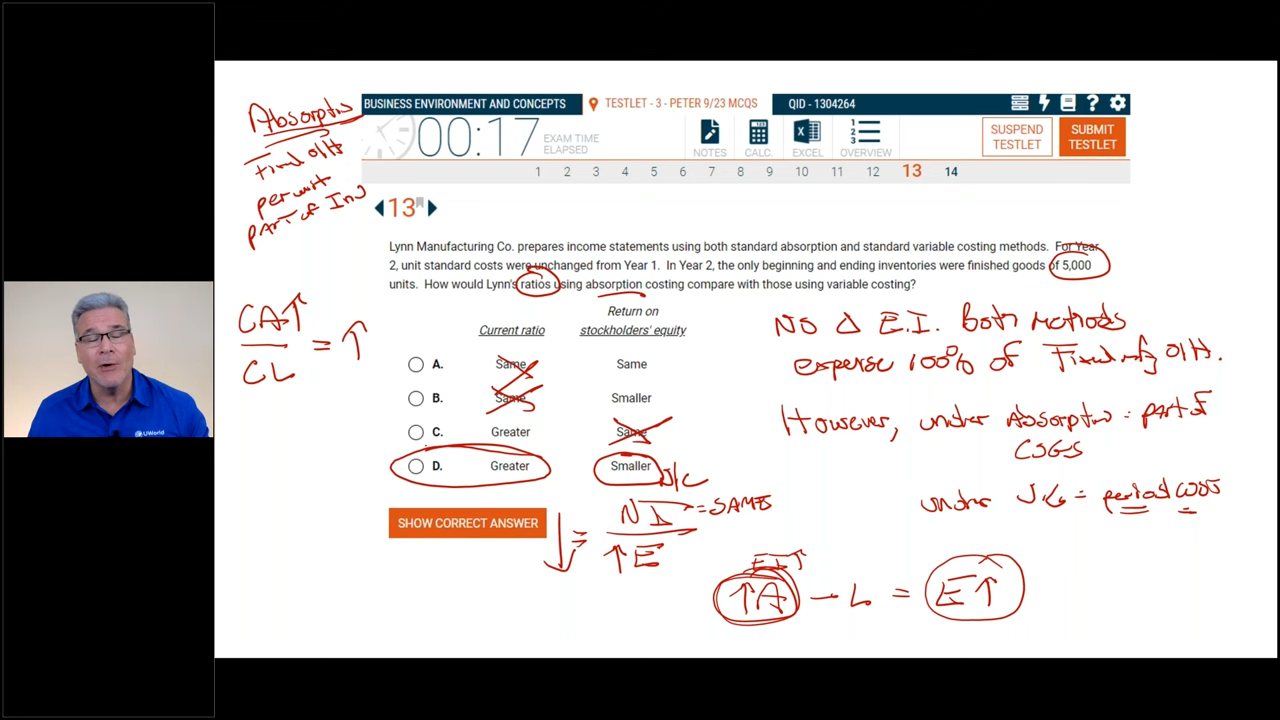 BUSINESS ENVIRONMENT AND CONCEPTS TESTLET - 3 - PETER 9/23 MCQS QID - 1304264
00:17 EXAM TIME ELAPSED
NOTES CALC. EXCEL OVERVIEW
SUSPEND TESTLET
SUBMIT TESTLET
1 2 3 4 5 6 7 8 9 10 11 12 13 14
13
Lynn Manufacturing Co. prepares income statements using both standard absorption and standard variable costing methods. For Year
2, unit standard costs were unchanged from Year 1. In Year 2, the only beginning and ending inventories were finished goods of 5,000
units. How would Lynn's ratios using absorption costing compare with those using variable costing?
Return on
Current ratio stockholders' equity
A. Same Same
B. Same Smaller
C. Greater Same
D. Greater Smaller
SHOW CORRECT ANSWER
Absorptn
Fixed O/H
per unit
part of Inv
CA↑
CL
= ↑
No Δ E.I. both methods
expense 100% of Fixed mfg O/H.
However, under Absorptn = part of
COGS
under V/C = period cost
N/C
↓ = NI = SAME
↑E
EI↑
↑A - L = E↑
UWorld